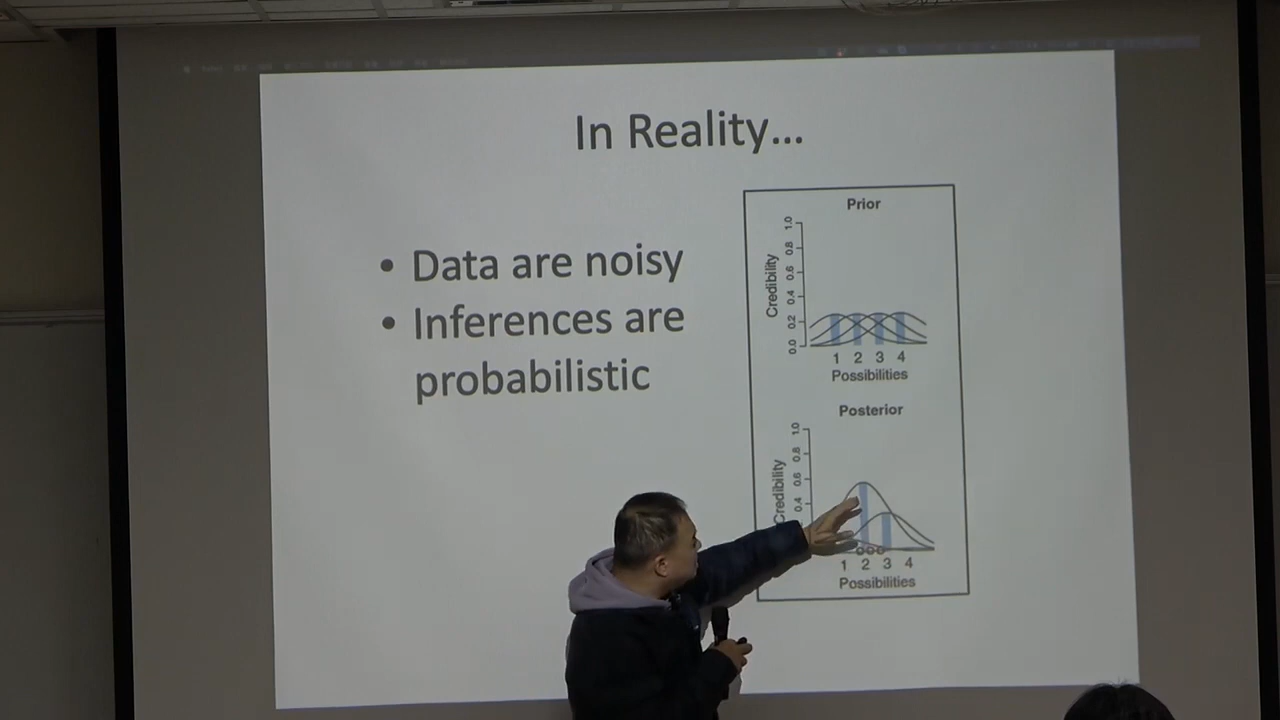 In Reality...
• Data are noisy
• Inferences are
probabilistic
Prior
Credibility
1.0
0.8
0.6
0.4
0.2
0.0
1 2 3 4
Possibilities
Posterior
Credibility
1.0
0.8
0.6
0.4
1 2 3 4
Possibilities